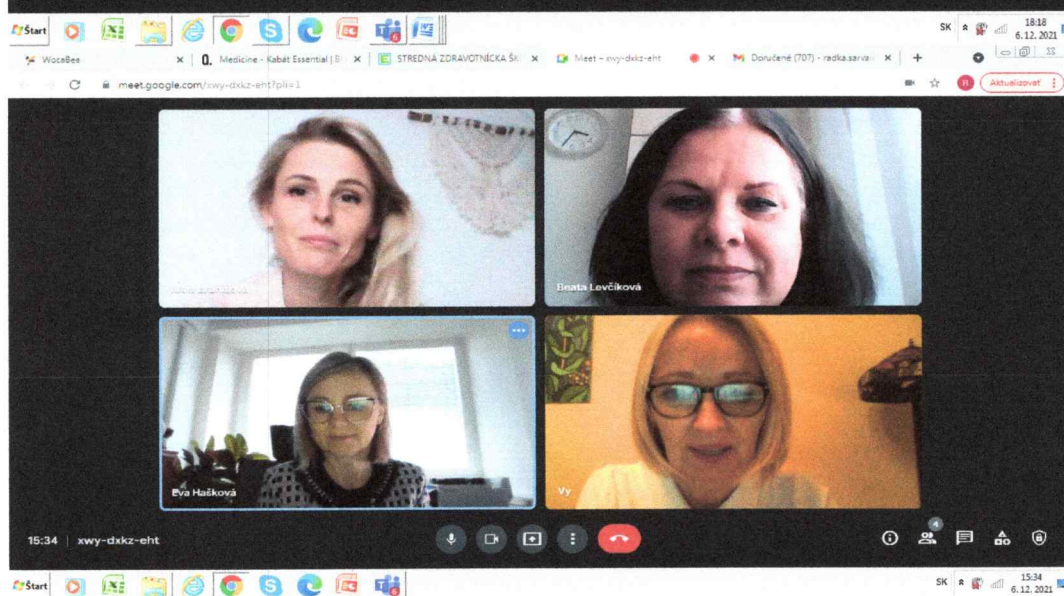 Štart
SK
18:18
6. 12. 2021
WocaBee
Medicine - Kabát Essential | B
STREDNÁ ZDRAVOTNÍCKA Šk
Meet – xwy-dxkz-eht
Doručené (707) - radka.sarva
meet.google.com/xwy-dxkz-eht?pli=1
R
Aktualizovať
Beata Levčíková
Eva Hašková
Vy
15:34 | xwy-dxkz-eht
4
Štart
SK
15:34
6. 12. 2021